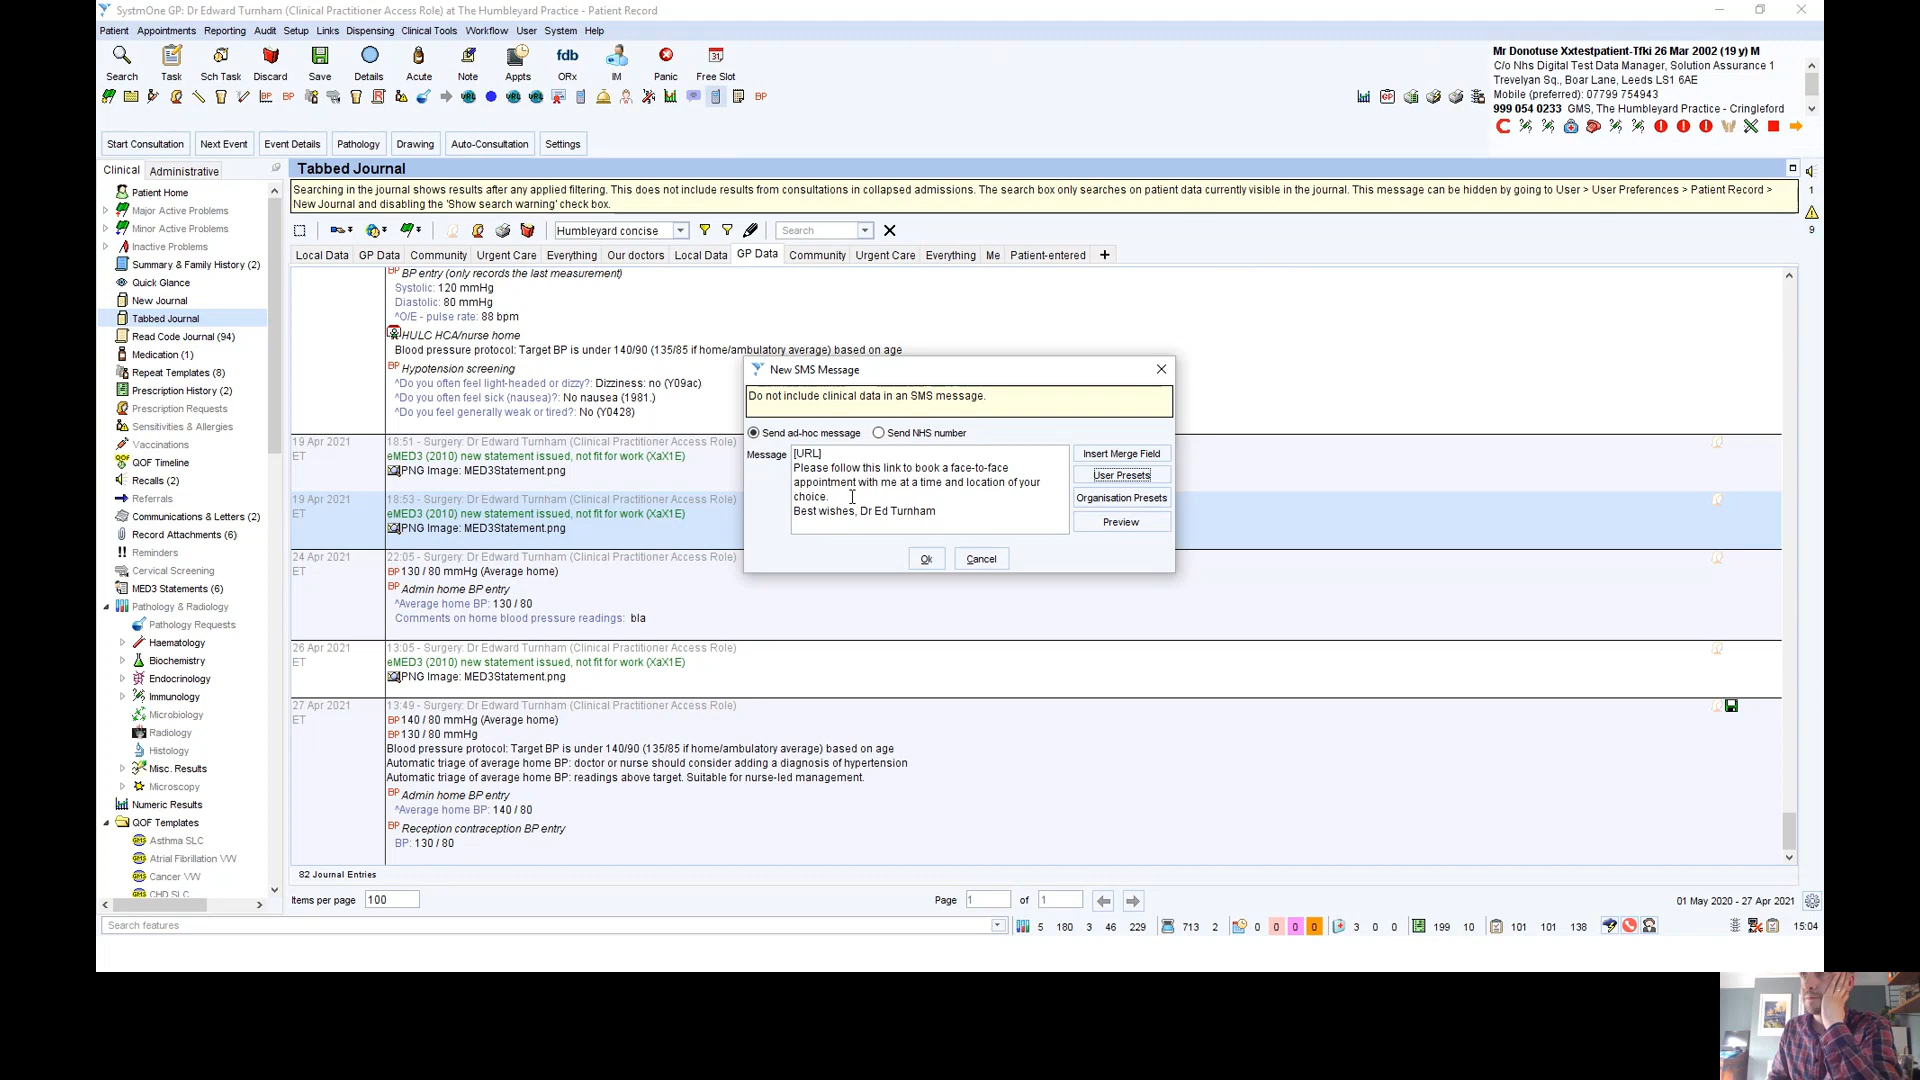 SystmOne GP: Dr Edward Turnham (Clinical Practitioner Access Role) at The Humbleyard Practice - Patient Record
Patient Appointments Reporting Audit Setup Links Dispensing Clinical Tools Workflow User System Help
fdb
Search Task Sch Task Discard Save Details Acute Note Appts ORx IM Panic Free Slot
Mr Donotuse Xxtestpatient-Tfki 26 Mar 2002 (19 y) M
C/o Nhs Digital Test Data Manager, Solution Assurance 1
Trevelyan Sq., Boar Lane, Leeds LS1 6AE
Mobile (preferred): 07799 754943
999 054 0233 GMS, The Humbleyard Practice - Cringleford
Start Consultation Next Event Event Details Pathology Drawing Auto-Consultation Settings
Clinical Administrative
Patient Home
Major Active Problems
Minor Active Problems
Inactive Problems
Summary & Family History (2)
Quick Glance
New Journal
Tabbed Journal
Read Code Journal (94)
Medication (1)
Repeat Templates (8)
Prescription History (2)
Prescription Requests
Sensitivities & Allergies
Vaccinations
QOF Timeline
Recalls (2)
Referrals
Communications & Letters (2)
Record Attachments (6)
Reminders
Cervical Screening
MED3 Statements (6)
Pathology & Radiology
Pathology Requests
Haematology
Biochemistry
Endocrinology
Immunology
Microbiology
Radiology
Histology
Misc. Results
Microscopy
Numeric Results
QOF Templates
Asthma SLC
Atrial Fibrillation VW
Cancer VW
CHD SLC
Tabbed Journal
Searching in the journal shows results after any applied filtering. This does not include results from consultations in collapsed admissions. The search box only searches on patient data currently visible in the journal. This message can be hidden by going to User > User Preferences > Patient Record >
New Journal and disabling the 'Show search warning' check box.
1
9
Humbleyard concise Search
Local Data GP Data Community Urgent Care Everything Our doctors Local Data GP Data Community Urgent Care Everything Me Patient-entered +
BP entry (only records the last measurement)
Systolic: 120 mmHg
Diastolic: 80 mmHg
^O/E - pulse rate: 88 bpm
HULC HCA/nurse home
Blood pressure protocol: Target BP is under 140/90 (135/85 if home/ambulatory average) based on age
BP Hypotension screening
^Do you often feel light-headed or dizzy?: Dizziness: no (Y09ac)
^Do you often feel sick (nausea)?: No nausea (1981.)
^Do you feel generally weak or tired?: No (Y0428)
19 Apr 2021 18:51 - Surgery: Dr Edward Turnham (Clinical Practitioner Access Role)
ET eMED3 (2010) new statement issued, not fit for work (XaX1E)
PNG Image: MED3Statement.png
19 Apr 2021 18:53 - Surgery: Dr Edward Turnham (Clinical Practitioner Access Role)
ET eMED3 (2010) new statement issued, not fit for work (XaX1E)
PNG Image: MED3Statement.png
24 Apr 2021 22:05 - Surgery: Dr Edward Turnham (Clinical Practitioner Access Role)
ET BP 130 / 80 mmHg (Average home)
BP Admin home BP entry
^Average home BP: 130 / 80
Comments on home blood pressure readings: bla
26 Apr 2021 13:05 - Surgery: Dr Edward Turnham (Clinical Practitioner Access Role)
ET eMED3 (2010) new statement issued, not fit for work (XaX1E)
PNG Image: MED3Statement.png
27 Apr 2021 13:49 - Surgery: Dr Edward Turnham (Clinical Practitioner Access Role)
ET BP 140 / 80 mmHg (Average home)
BP 130 / 80 mmHg
Blood pressure protocol: Target BP is under 140/90 (135/85 if home/ambulatory average) based on age
Automatic triage of average home BP: doctor or nurse should consider adding a diagnosis of hypertension
Automatic triage of average home BP: readings above target. Suitable for nurse-led management.
BP Admin home BP entry
^Average home BP: 140 / 80
BP Reception contraception BP entry
BP: 130 / 80
New SMS Message
Do not include clinical data in an SMS message.
Send ad-hoc message Send NHS number
Message [URL]
Please follow this link to book a face-to-face
appointment with me at a time and location of your
choice.
Best wishes, Dr Ed Turnham
Insert Merge Field
User Presets
Organisation Presets
Preview
Ok Cancel
82 Journal Entries
Items per page 100 Page 1 of 1 01 May 2020 - 27 Apr 2021
Search features 5 180 3 46 229 713 2 0 0 0 0 3 0 0 199 10 101 101 138 15:04